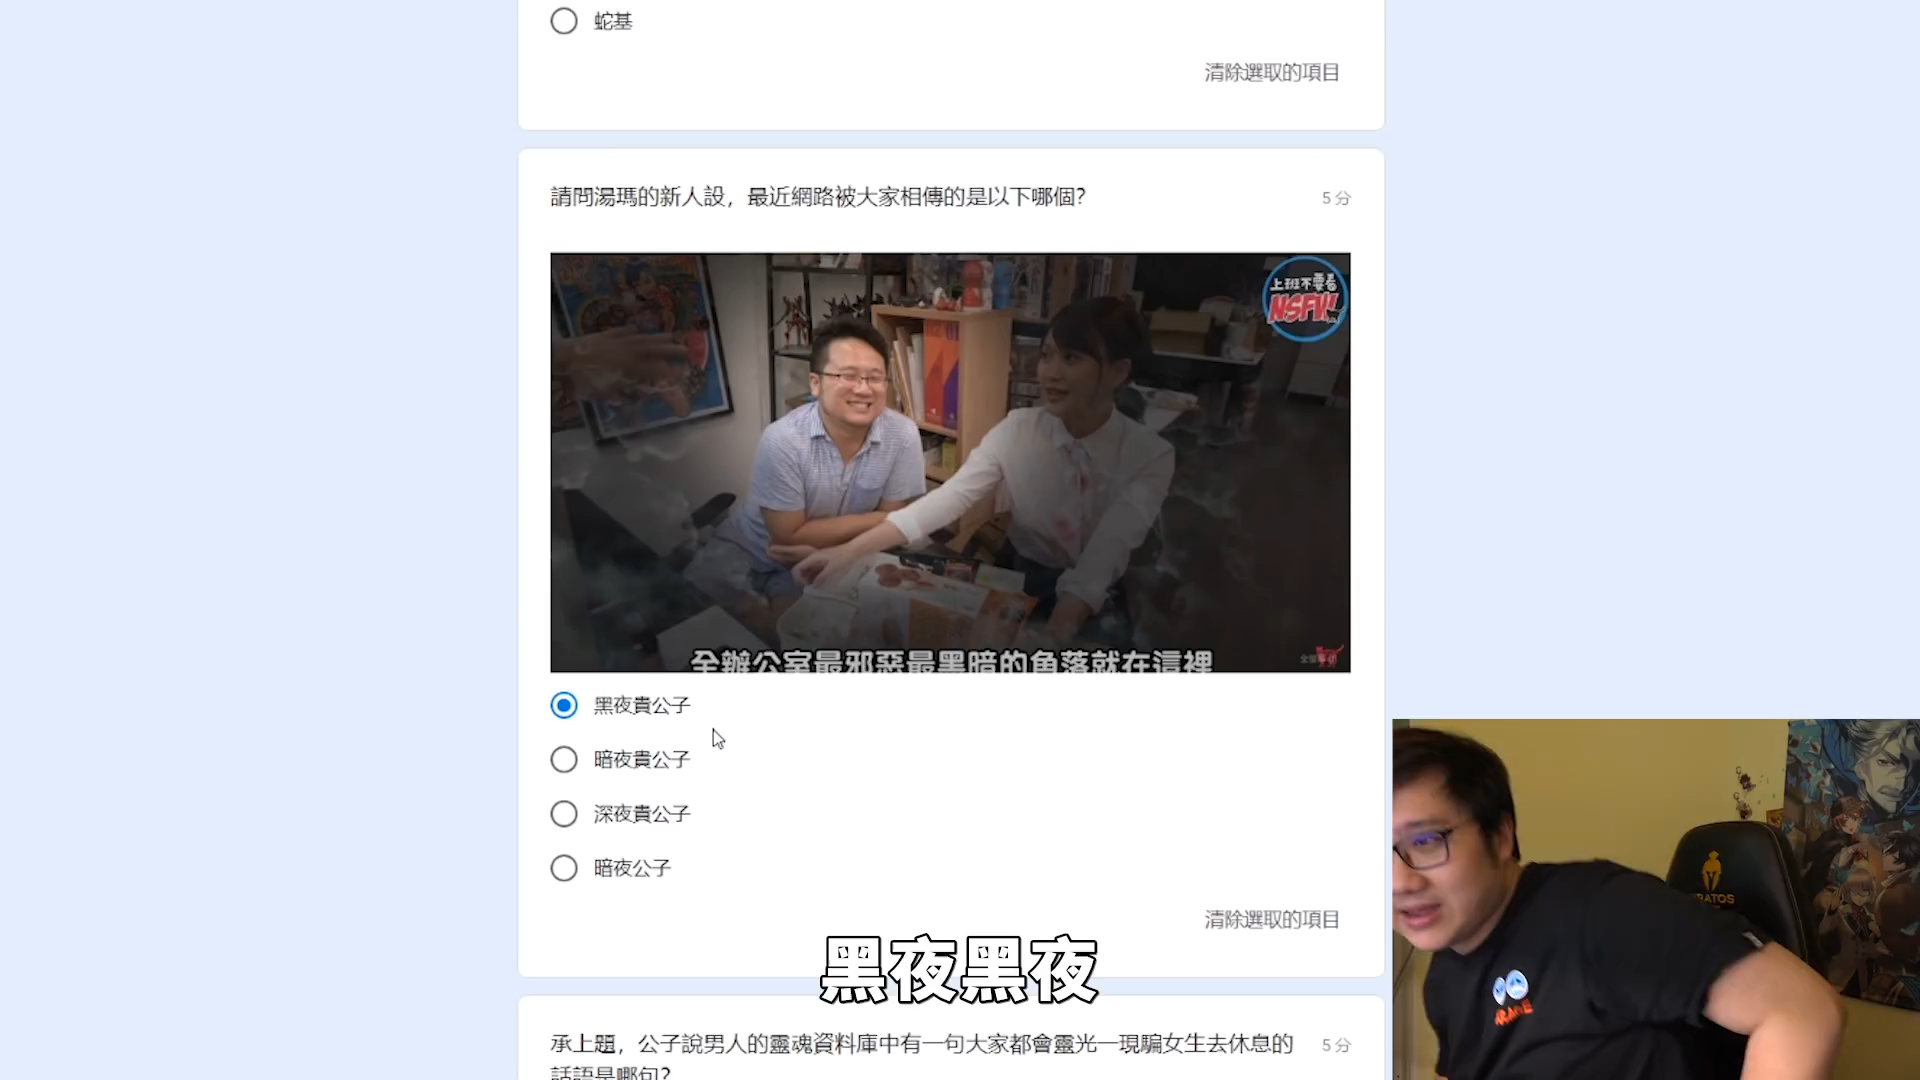 蛇基
清除選取的項目
請問湯瑪的新人設，最近網路被大家相傳的是以下哪個？
5 分
上班不要看
NSFW
全辦公室最邪惡最黑暗的角落就在這裡
黑夜貴公子
暗夜貴公子
深夜貴公子
暗夜公子
清除選取的項目
黑夜黑夜
承上題，公子說男人的靈魂資料庫中有一句大家都會靈光一現騙女生去休息的
5 分
話語是哪句？